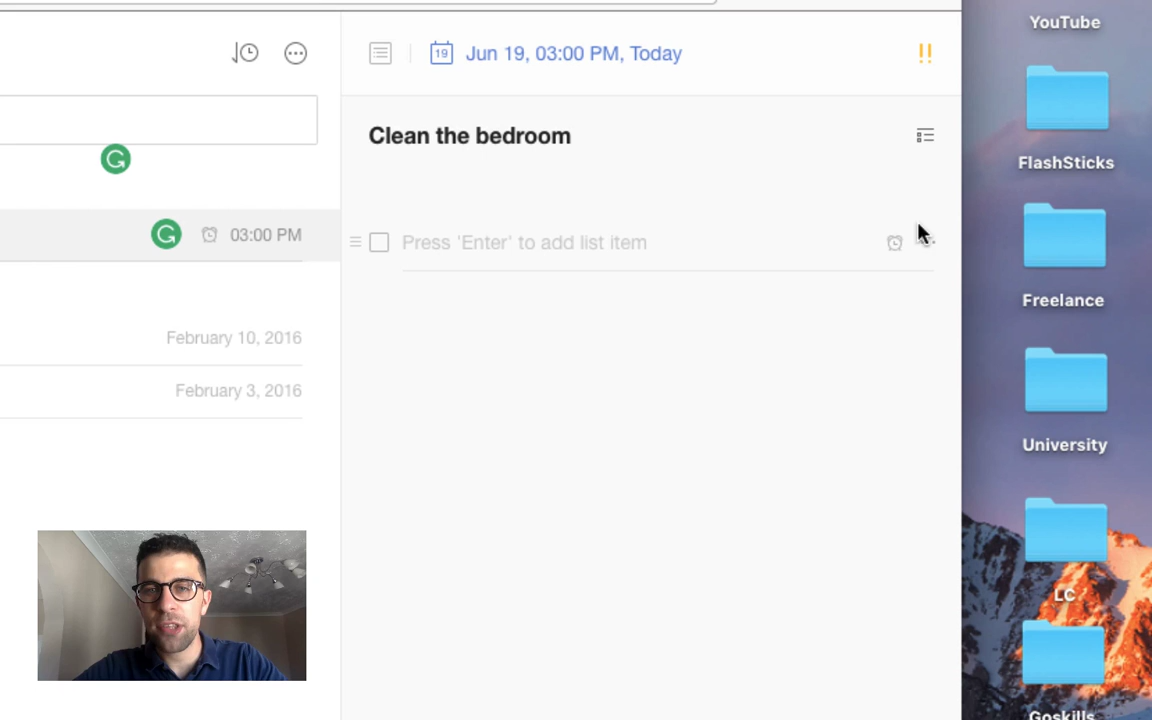 YouTube
19
Jun 19, 03:00 PM, Today
!!
Clean the bedroom
FlashSticks
03:00 PM
Press 'Enter' to add list item
Freelance
February 10, 2016
February 3, 2016
University
LC
Goskills